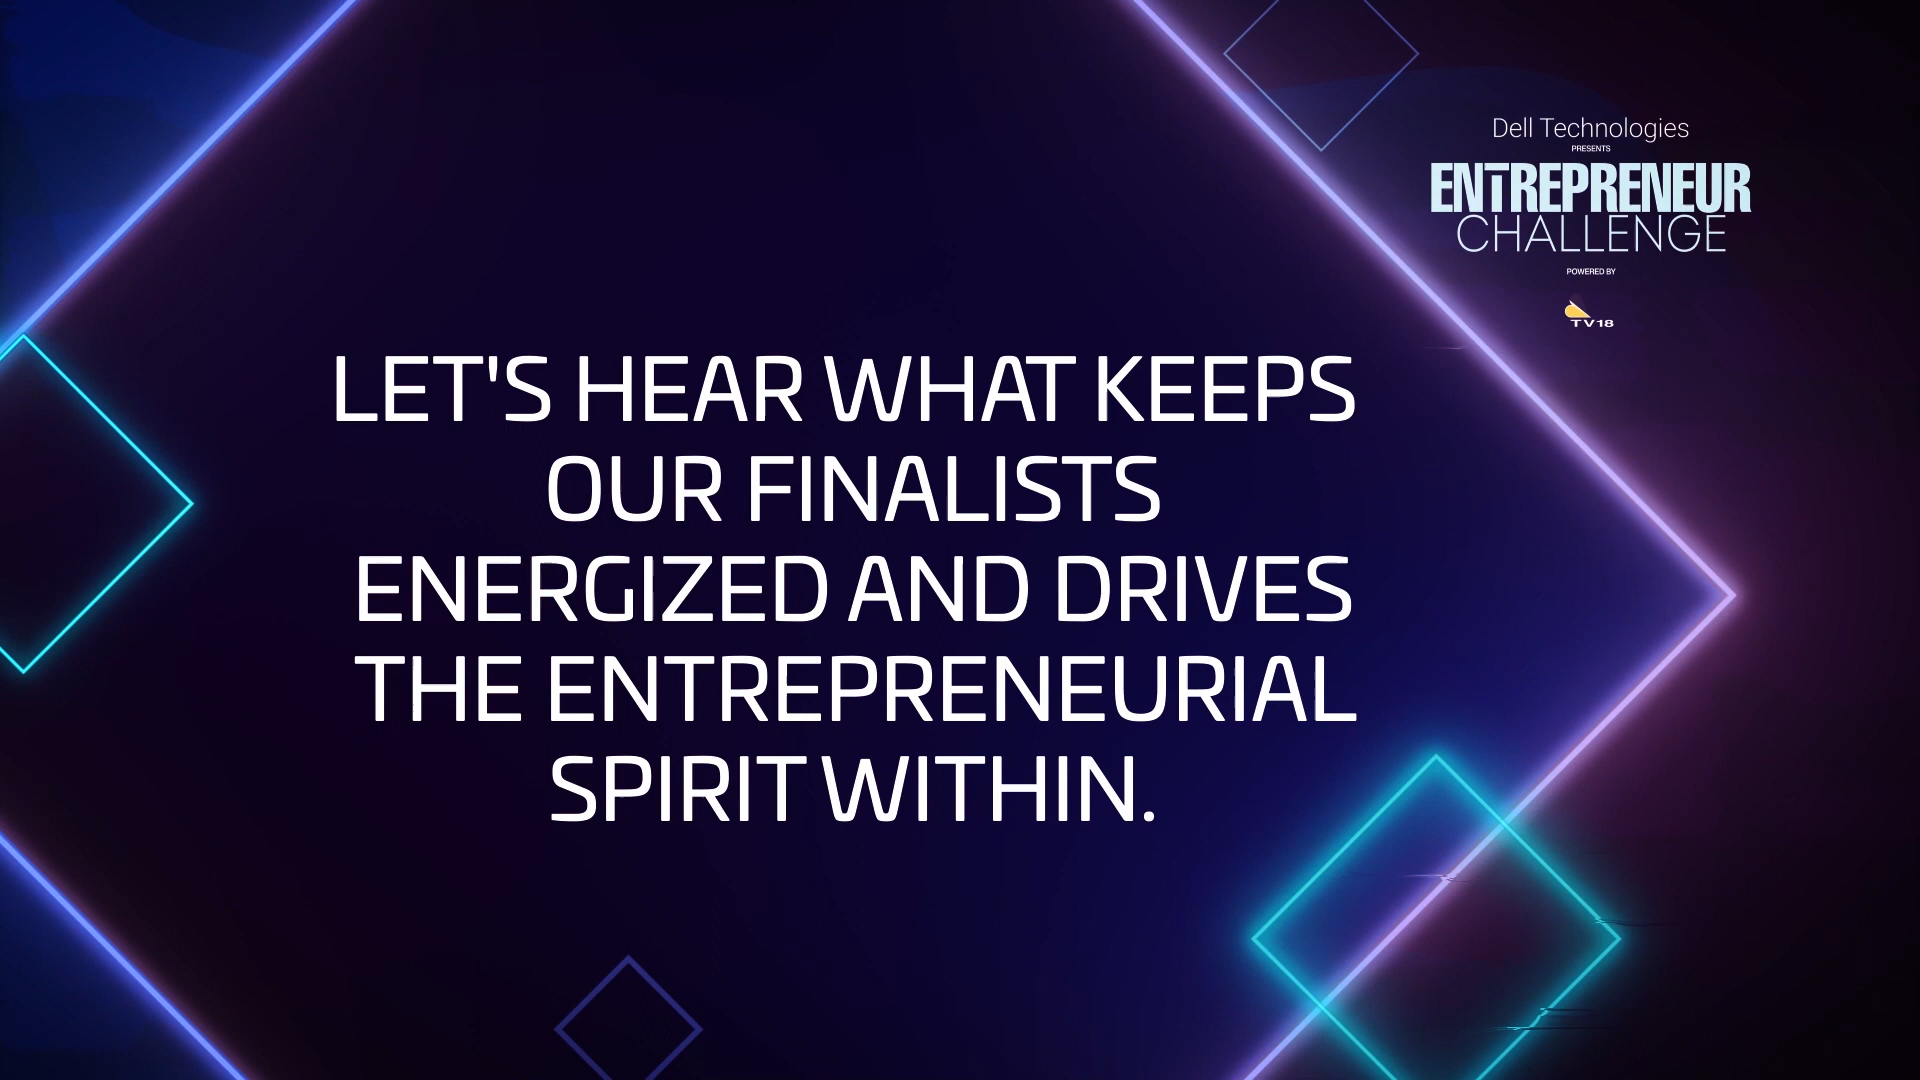 Dell Technologies
PRESENTS
ENTREPRENEUR
CHALLENGE
POWERED BY
TV18
LET'S HEAR WHAT KEEPS
OUR FINALISTS
ENERGIZED AND DRIVES
THE ENTREPRENEURIAL
SPIRIT WITHIN.